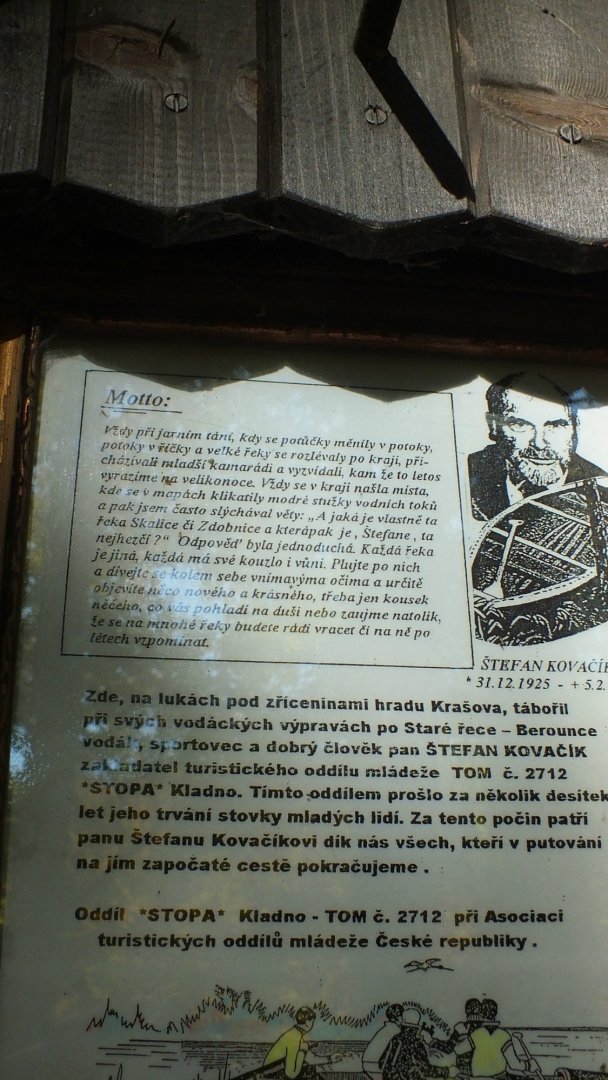 Motto:
Vždy při jarním tání, kdy se potůčky měnily v potoky,
potoky v říčky a velké řeky se rozlévaly po kraji, při-
cházívali mladší kamarádi a vyzvídali, kam že to letos
vyrazíme na velikonoce. Vždy se v kraji našla místa,
kde se v mapách klikatily modré stužky vodních toků
a pak jsem často slýchával věty: „A jaká je vlastně ta
řeka Skalice či Zdobnice a kterápak je , Štefane , ta
nejhezčí ?“ Odpověď byla jednoduchá. Každá řeka
je jiná, každá má své kouzlo i vůni. Plujte po nich
a dívejte se kolem sebe vnímavýma očima a určitě
objevíte něco nového a krásného, třeba jen kousek
něčeho, co vás pohladí na duši nebo zaujme natolik,
že se na mnohé řeky budete rádi vracet či na ně po
létech vzpomínat.
ŠTEFAN KOVAČÍK
* 31.12.1925 - + 5.2.
Zde, na lukách pod zříceninami hradu Krašova, tábořil
při svých vodáckých výpravách po Staré řece – Berounce
vodák, sportovec a dobrý člověk pan ŠTEFAN KOVAČÍK
zakladatel turistického oddílu mládeže TOM č. 2712
*STOPA* Kladno. Tímto oddílem prošlo za několik desítek
let jeho trvání stovky mladých lidí. Za tento počin patří
panu Štefanu Kovačíkovi dík nás všech, kteří v putování
na jím započaté cestě pokračujeme .
Oddíl *STOPA* Kladno - TOM č. 2712 při Asociaci
turistických oddílů mládeže České republiky .